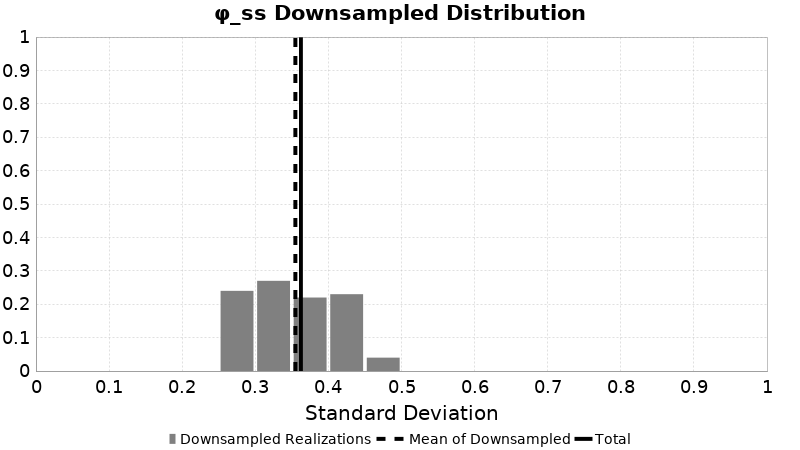 φ_ss Downsampled Distribution
1
0.9
0.8
0.7
0.6
0.5
0.4
0.3
0.2
0.1
0
0 0.1 0.2 0.3 0.4 0.5 0.6 0.7 0.8 0.9 1
Standard Deviation
Downsampled Realizations Mean of Downsampled Total